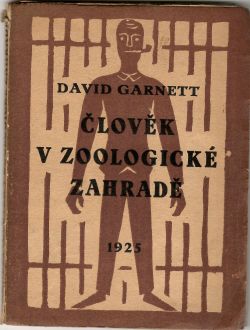 DAVID GARNETT
ČLOVĚK
V ZOOLOGICKÉ
ZAHRADĚ
1925